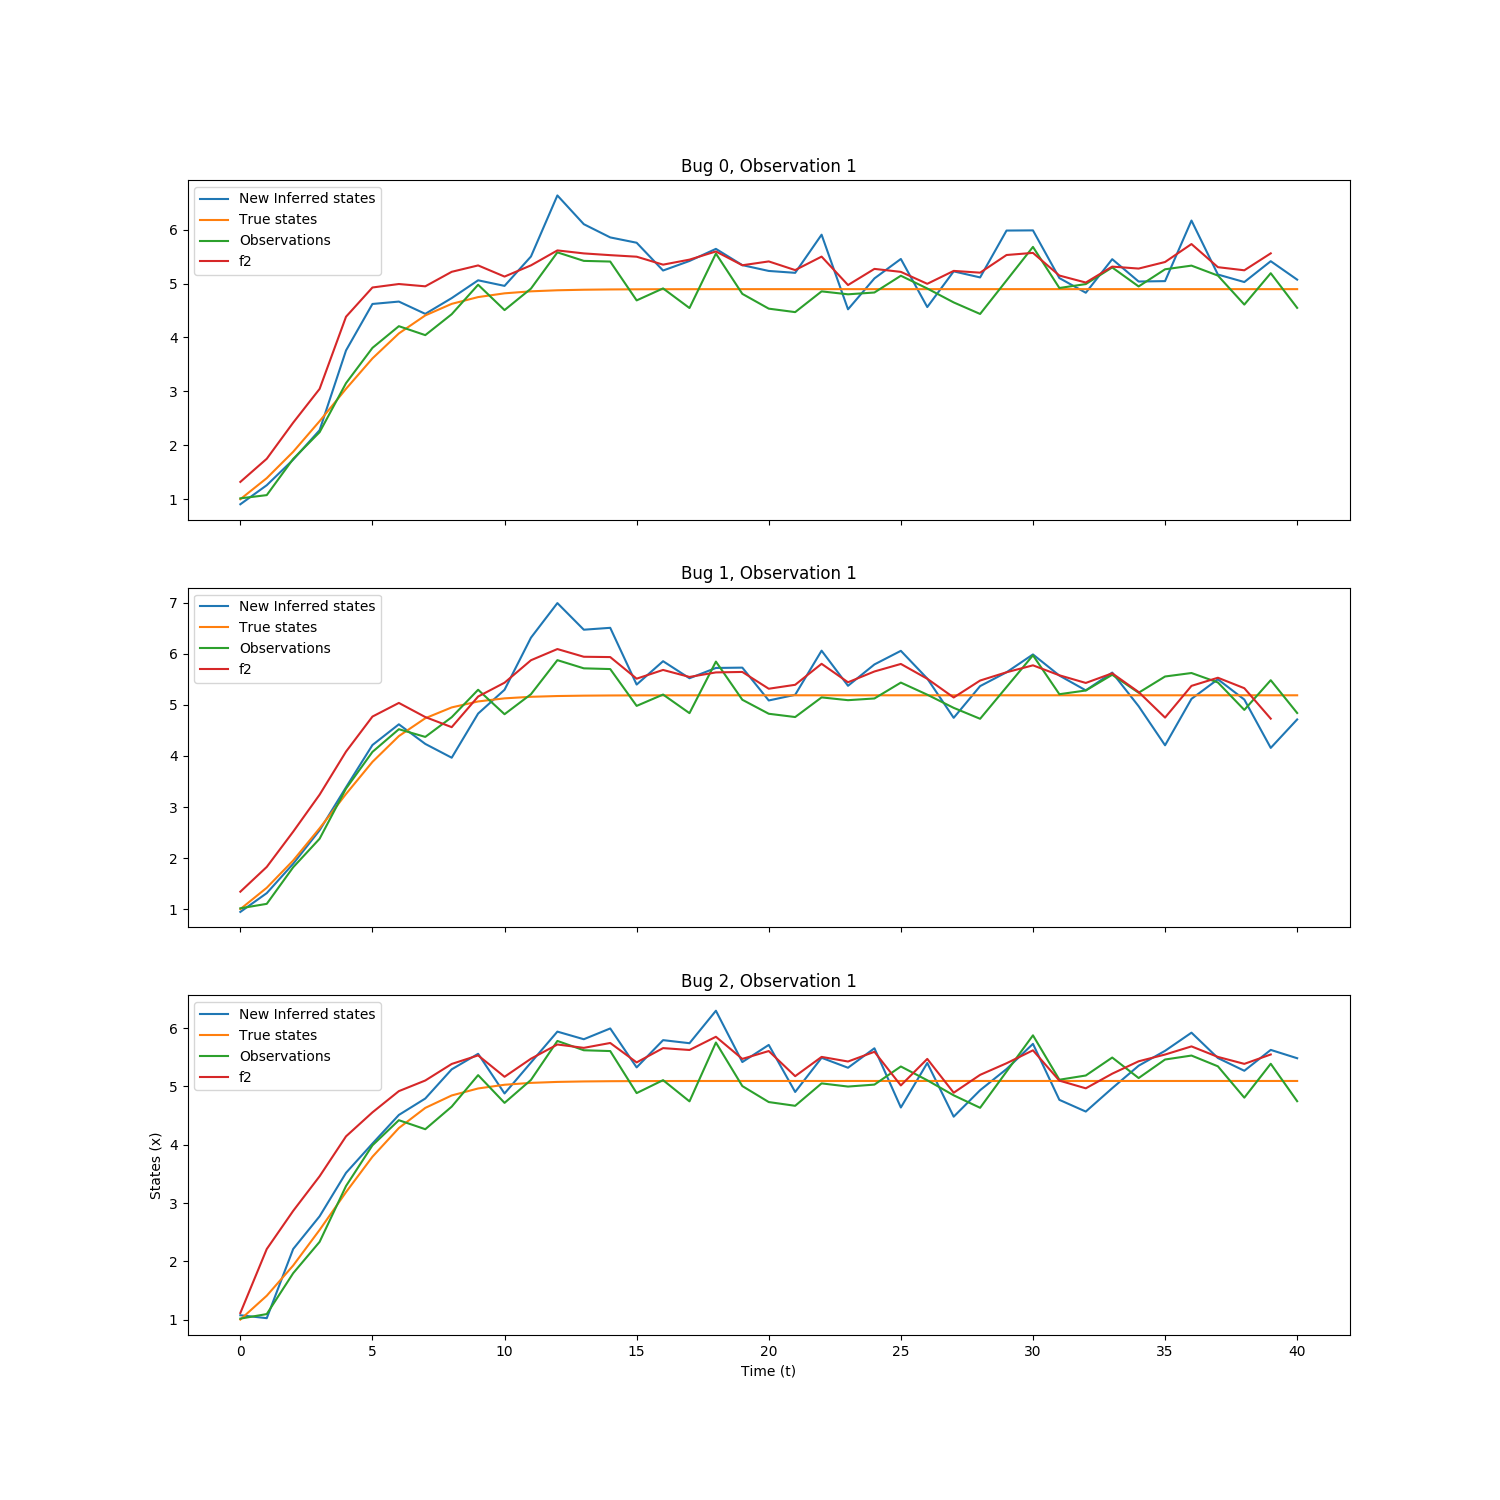 Bug 0, Observation 1
New Inferred states
True states
Observations
f2
6
5
4
3
2
1
Bug 1, Observation 1
New Inferred states
True states
Observations
f2
7
6
5
4
3
2
1
Bug 2, Observation 1
New Inferred states
True states
Observations
f2
6
5
4
3
2
1
States (x)
0 5 10 15 20 25 30 35 40
Time (t)